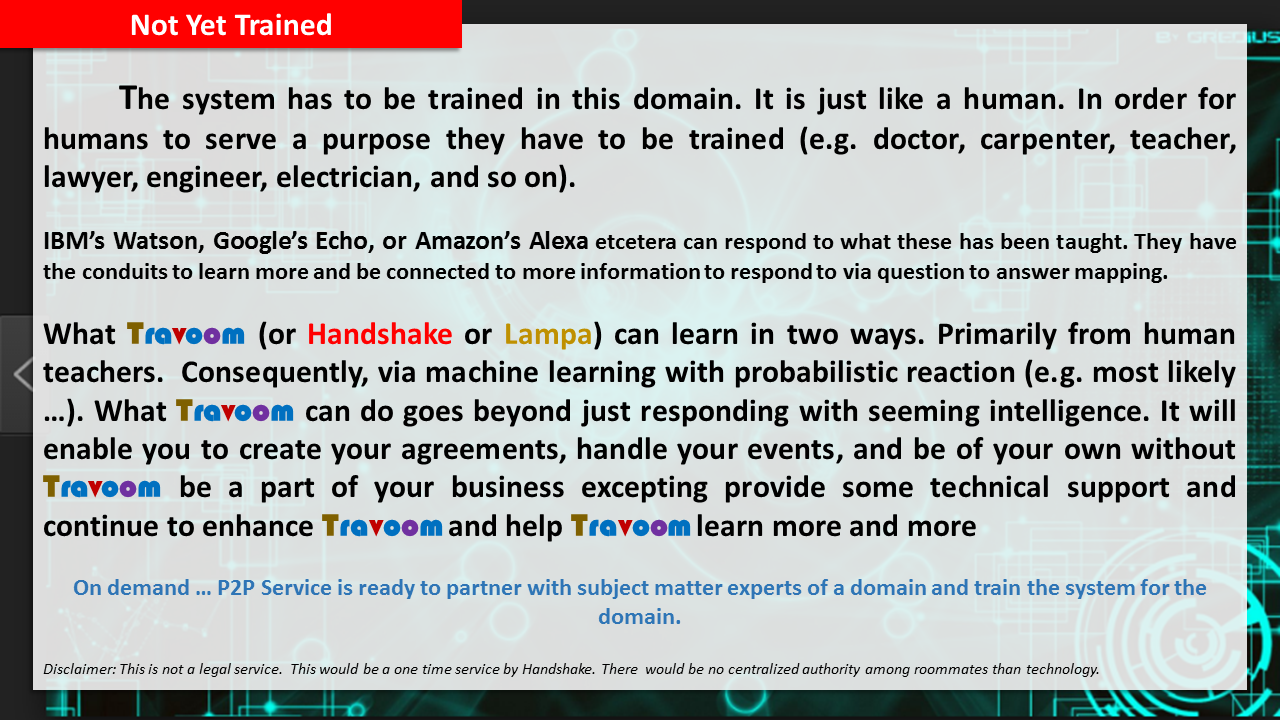 Not Yet Trained
BY GREDIUS
The system has to be trained in this domain. It is just like a human. In order for
humans to serve a purpose they have to be trained (e.g. doctor, carpenter, teacher,
lawyer, engineer, electrician, and so on).
IBM’s Watson, Google’s Echo, or Amazon’s Alexa etcetera can respond to what these has been taught. They have
the conduits to learn more and be connected to more information to respond to via question to answer mapping.
What Travoom (or Handshake or Lampa) can learn in two ways. Primarily from human
teachers. Consequently, via machine learning with probabilistic reaction (e.g. most likely
…). What Travoom can do goes beyond just responding with seeming intelligence. It will
enable you to create your agreements, handle your events, and be of your own without
Travoom be a part of your business excepting provide some technical support and
continue to enhance Travoom and help Travoom learn more and more
On demand … P2P Service is ready to partner with subject matter experts of a domain and train the system for the
domain.
Disclaimer: This is not a legal service. This would be a one time service by Handshake. There would be no centralized authority among roommates than technology.